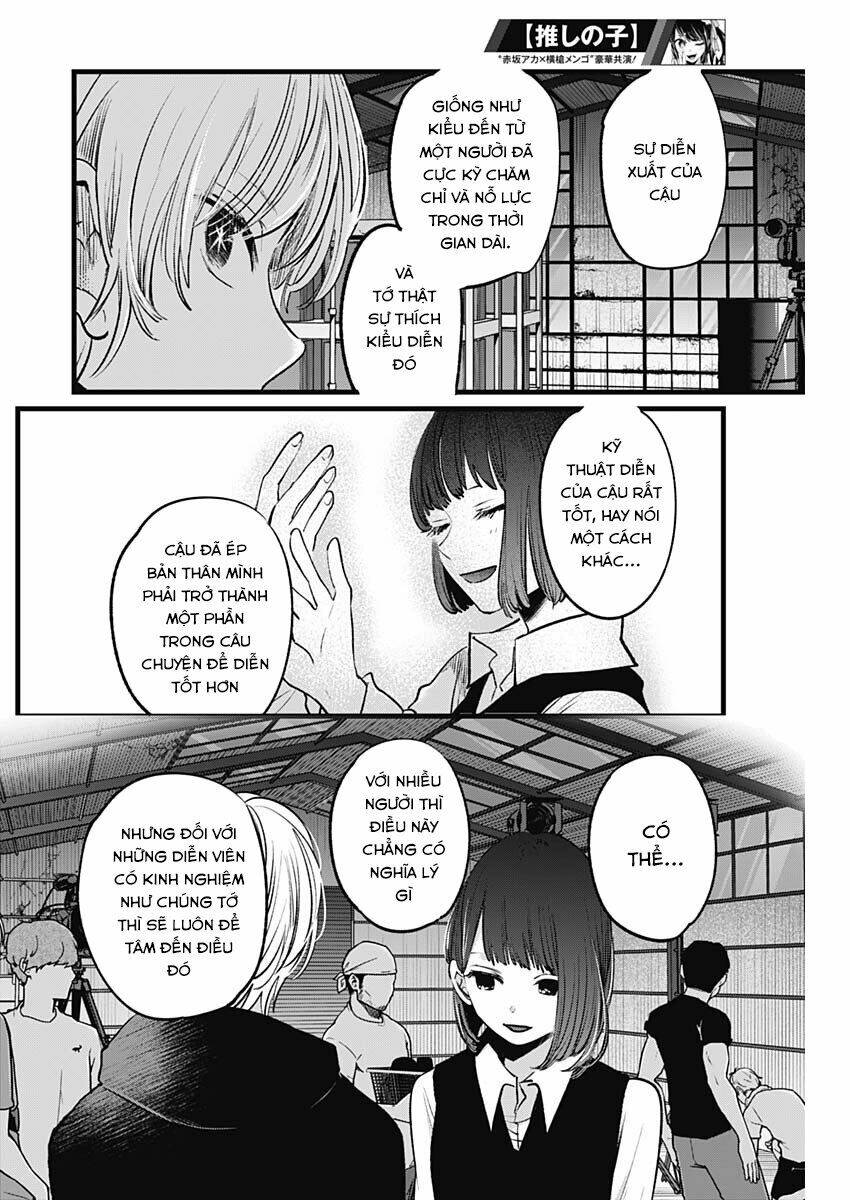 【推しの子】
"赤坂アカ×横槍メンゴ"豪華共演!
SỰ DIỄN
XUẤT CỦA
CẬU
GIỐNG NHƯ
KIỂU ĐẾN TỪ
MỘT NGƯỜI ĐÃ
CỰC KỲ CHĂM
CHỈ VÀ NỖ LỰC
TRONG THỜI
GIAN DÀI.
VÀ
TỚ THẬT
SỰ THÍCH
KIỂU DIỄN
ĐÓ
KỸ
THUẬT DIỄN
CỦA CẬU RẤT
TỐT, HAY NÓI
MỘT CÁCH
KHÁC...
CẬU ĐÃ ÉP
BẢN THÂN MÌNH
PHẢI TRỞ THÀNH
MỘT PHẦN
TRONG CÂU
CHUYỆN ĐỂ DIỄN
TỐT HƠN
CÓ
THỂ...
VỚI NHIỀU
NGƯỜI THÌ
ĐIỀU NÀY
CHẲNG CÓ
NGHĨA LÝ
GÌ
NHƯNG ĐỐI VỚI
NHỮNG DIỄN VIÊN
CÓ KINH NGHIỆM
NHƯ CHÚNG TỚ
THÌ SẼ LUÔN ĐỂ
TÂM ĐẾN ĐIỀU
ĐÓ